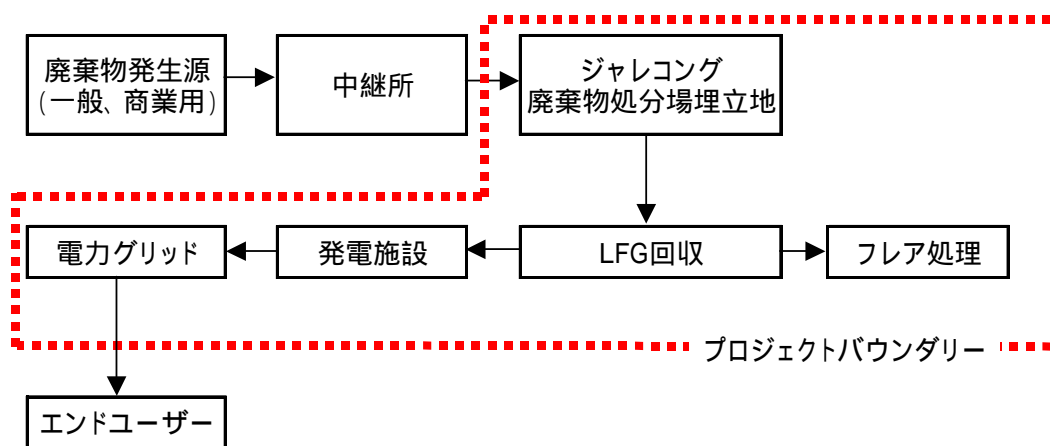 廃棄物発生源
(一般、商業用)
中継所
ジャレコング
廃棄物処分場埋立地
電力グリッド
発電施設
LFG回収
フレア処理
プロジェクトバウンダリー
エンドユーザー